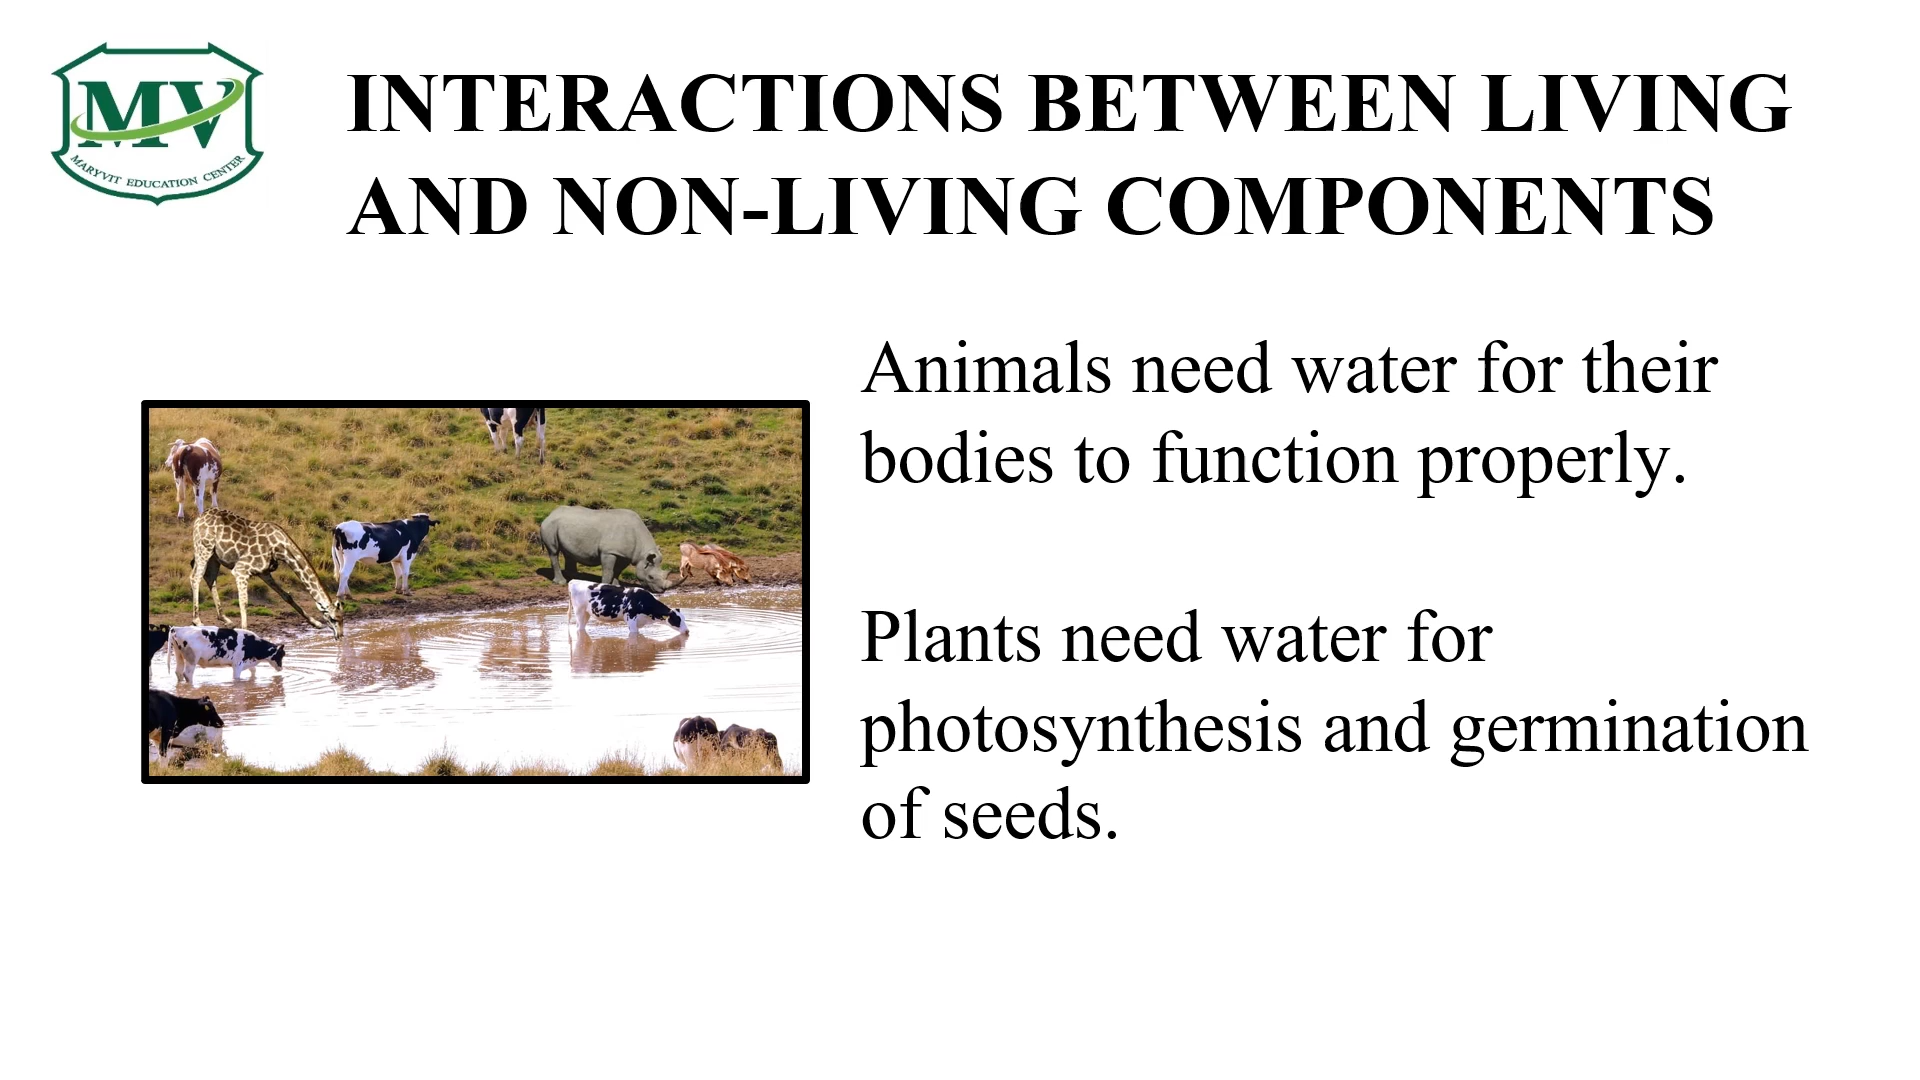 MV
MARYVIT EDUCATION CENTER
INTERACTIONS BETWEEN LIVING
AND NON-LIVING COMPONENTS
Animals need water for their
bodies to function properly.
Plants need water for
photosynthesis and germination
of seeds.